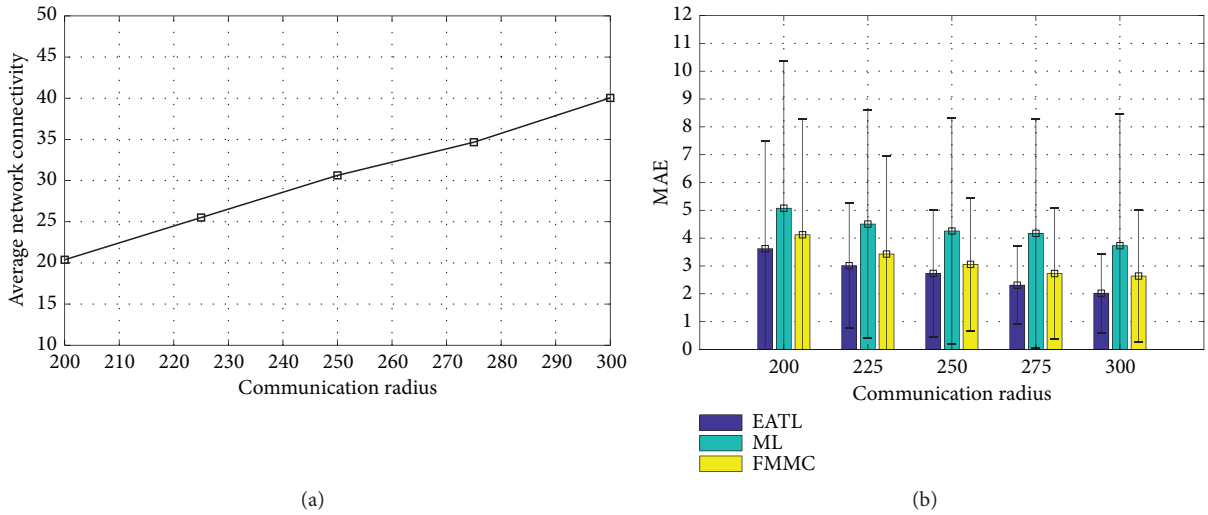 50
45
40
35
30
25
20
15
10
Average network connectivity
200 210 220 230 240 250 260 270 280 290 300
Communication radius
(a)
12
11
10
9
8
7
6
5
4
3
2
1
0
MAE
200 225 250 275 300
Communication radius
EATL
ML
FMMC
(b)